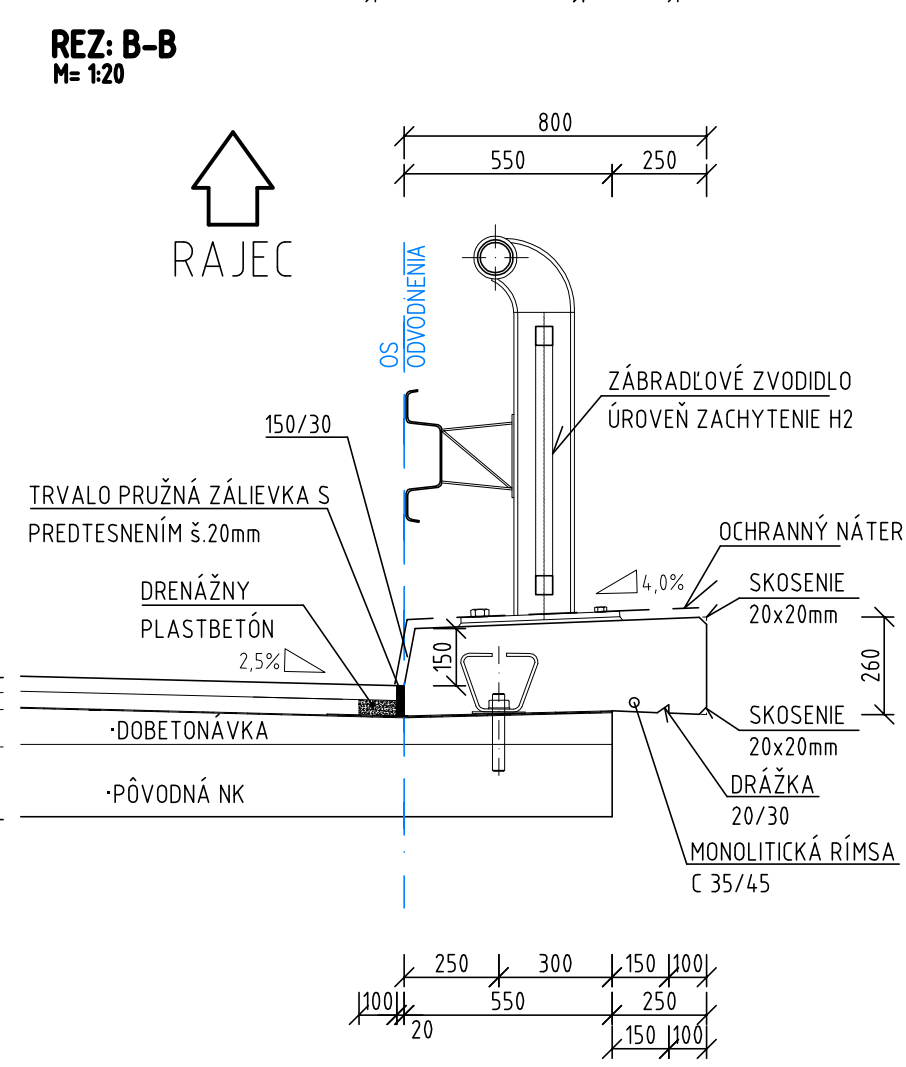 REZ: B-B
M= 1:20
800
550
250
RAJEC
OS
ODVODNENIA
ZÁBRADĽOVÉ ZVODIDLO
ÚROVEŇ ZACHYTENIE H2
150/30
TRVALO PRUŽNÁ ZÁLIEVKA S
PREDTESNENÍM š.20mm
OCHRANNÝ NÁTER
DRENÁŽNY
PLASTBETÓN
4,0%
SKOSENIE
20x20mm
2,5%
150
260
·DOBETONÁVKA
SKOSENIE
20x20mm
·PÔVODNÁ NK
DRÁŽKA
20/30
MONOLITICKÁ RÍMSA
C 35/45
250
300
150
100
100
550
250
20
150
100